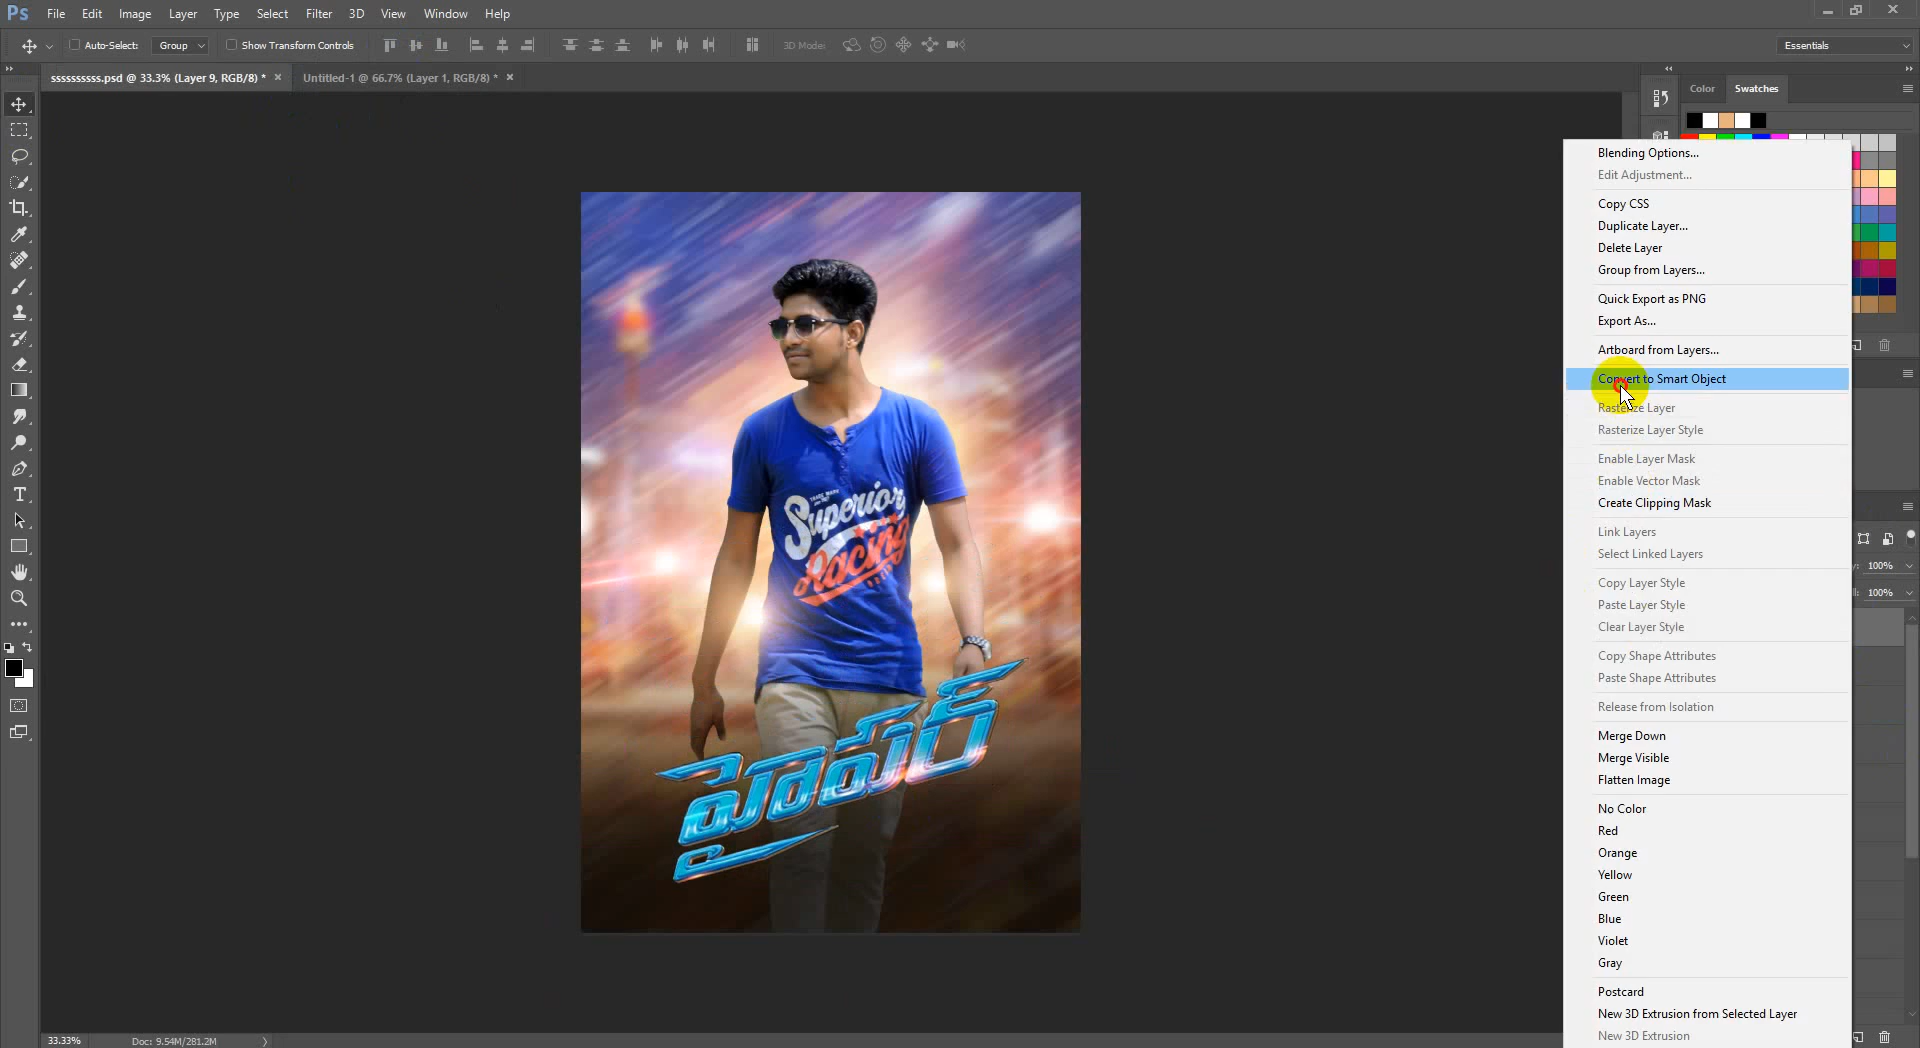 Ps File Edit Image Layer Type Select Filter 3D View Window Help
Auto-Select: Group Show Transform Controls 3D Mode: Essentials
ssssssssss.psd @ 33.3% (Layer 9, RGB/8) * × Untitled-1 @ 66.7% (Layer 1, RGB/8) * ×
Color Swatches
Blending Options...
Edit Adjustment...
Copy CSS
Duplicate Layer...
Delete Layer
Group from Layers...
Quick Export as PNG
Export As...
Artboard from Layers...
Convert to Smart Object
Rasterize Layer
Rasterize Layer Style
Enable Layer Mask
Enable Vector Mask
Create Clipping Mask
Link Layers
Select Linked Layers
Copy Layer Style
Paste Layer Style
Clear Layer Style
Copy Shape Attributes
Paste Shape Attributes
Release from Isolation
Merge Down
Merge Visible
Flatten Image
No Color
Red
Orange
Yellow
Green
Blue
Violet
Gray
Postcard
New 3D Extrusion from Selected Layer
New 3D Extrusion
100%
100%
TRADE MARK
Superior
Racing
హైపర్
33.33% Doc: 9.54M/281.2M